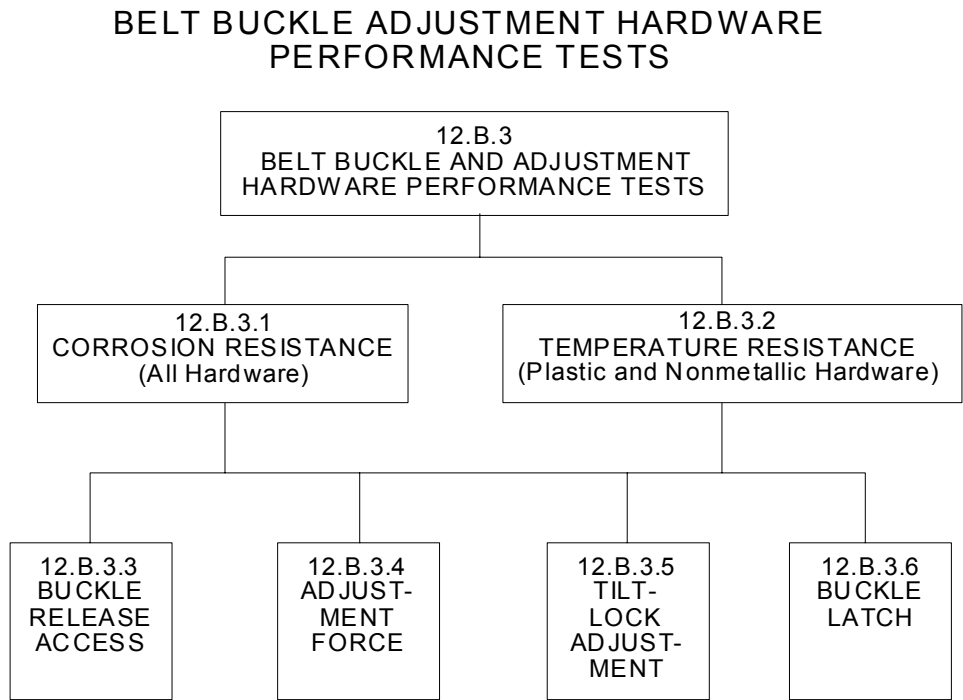 BELT BUCKLE ADJUSTMENT HARDWARE
PERFORMANCE TESTS
12.B.3
BELT BUCKLE AND ADJUSTMENT
HARDWARE PERFORMANCE TESTS
12.B.3.1
CORROSION RESISTANCE
(All Hardware)
12.B.3.2
TEMPERATURE RESISTANCE
(Plastic and Nonmetallic Hardware)
12.B.3.3
BUCKLE
RELEASE
ACCESS
12.B.3.4
ADJUST-
MENT
FORCE
12.B.3.5
TILT-
LOCK
ADJUST-
MENT
12.B.3.6
BUCKLE
LATCH